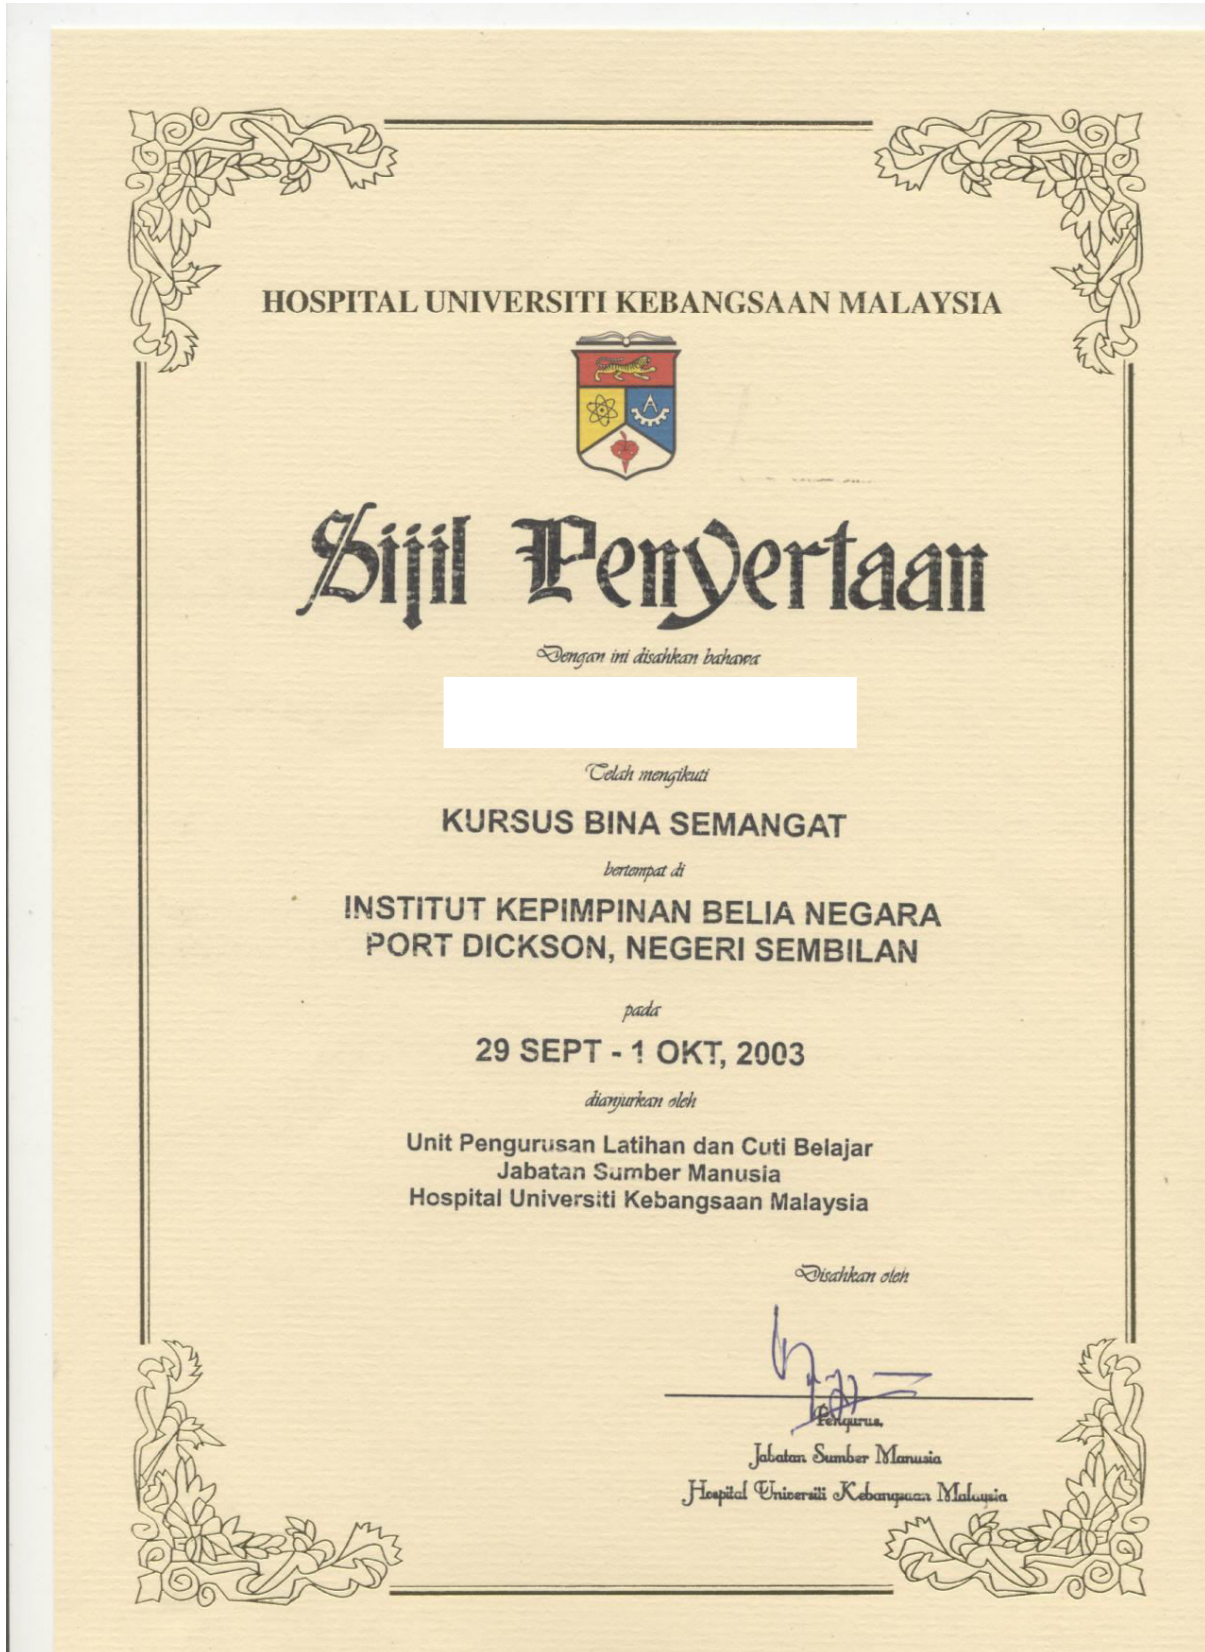 HOSPITAL UNIVERSITI KEBANGSAAN MALAYSIA
Sijil Penyertaan
Dengan ini disahkan bahawa
Telah mengikuti
KURSUS BINA SEMANGAT
bertempat di
INSTITUT KEPIMPINAN BELIA NEGARA
PORT DICKSON, NEGERI SEMBILAN
pada
29 SEPT - 1 OKT, 2003
dianjurkan oleh
Unit Pengurusan Latihan dan Cuti Belajar
Jabatan Sumber Manusia
Hospital Universiti Kebangsaan Malaysia
Disahkan oleh
Pengurus,
Jabatan Sumber Manusia
Hospital Universiti Kebangsaan Malaysia